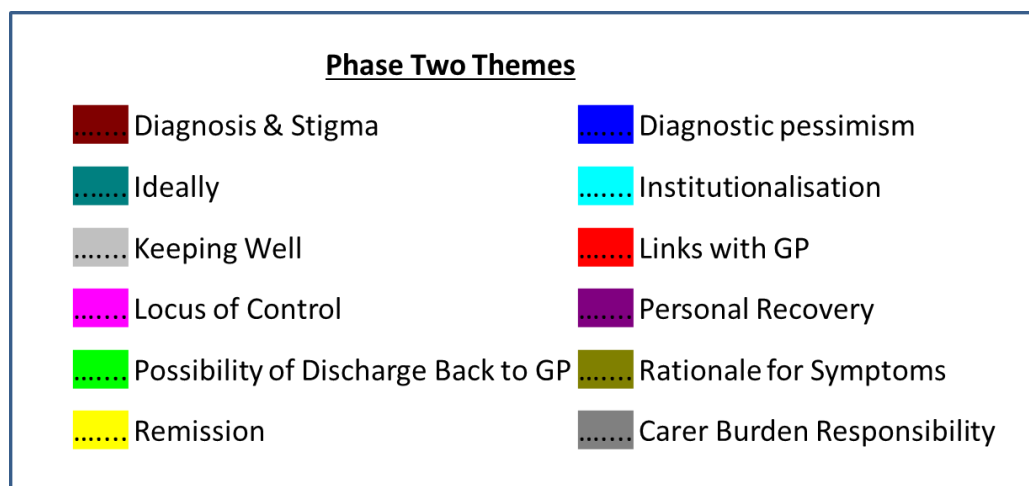 Phase Two Themes
....... Diagnosis & Stigma
....... Diagnostic pessimism
....... Ideally
....... Institutionalisation
....... Keeping Well
....... Links with GP
....... Locus of Control
....... Personal Recovery
....... Possibility of Discharge Back to GP
....... Rationale for Symptoms
....... Remission
....... Carer Burden Responsibility